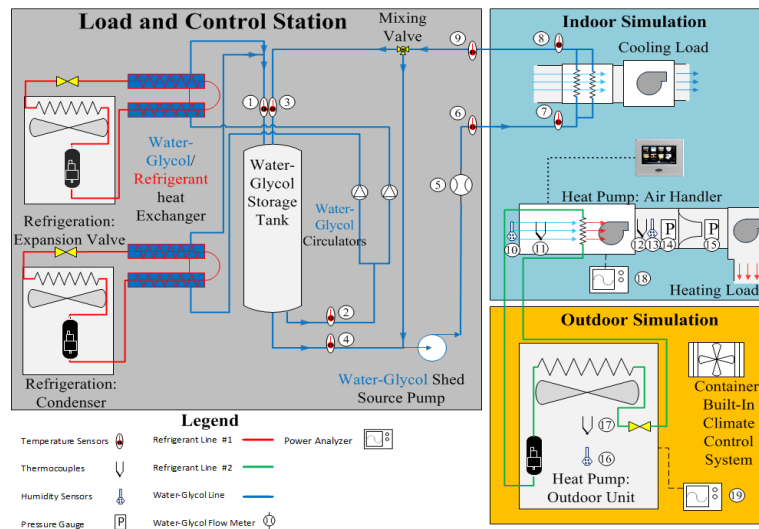 Load and Control Station
Mixing
Valve
Indoor Simulation
Cooling Load
9
8
1
3
6
7
5
Water-
Glycol/
Refrigerant
heat
Exchanger
Water-
Glycol
Storage
Tank
Water-Glycol
Circulators
Refrigeration:
Expansion Valve
Heat Pump: Air Handler
10
11
12
13
14
15
P
P
18
Heating Load
2
4
Refrigeration:
Condenser
Water-Glycol Shed
Source Pump
Outdoor Simulation
17
16
Heat Pump:
Outdoor Unit
Container
Built-In
Climate
Control
System
19
Legend
Temperature Sensors
Refrigerant Line #1
Power Analyzer
Thermocouples
Refrigerant Line #2
Humidity Sensors
Water-Glycol Line
Pressure Gauge
P
Water-Glycol Flow Meter